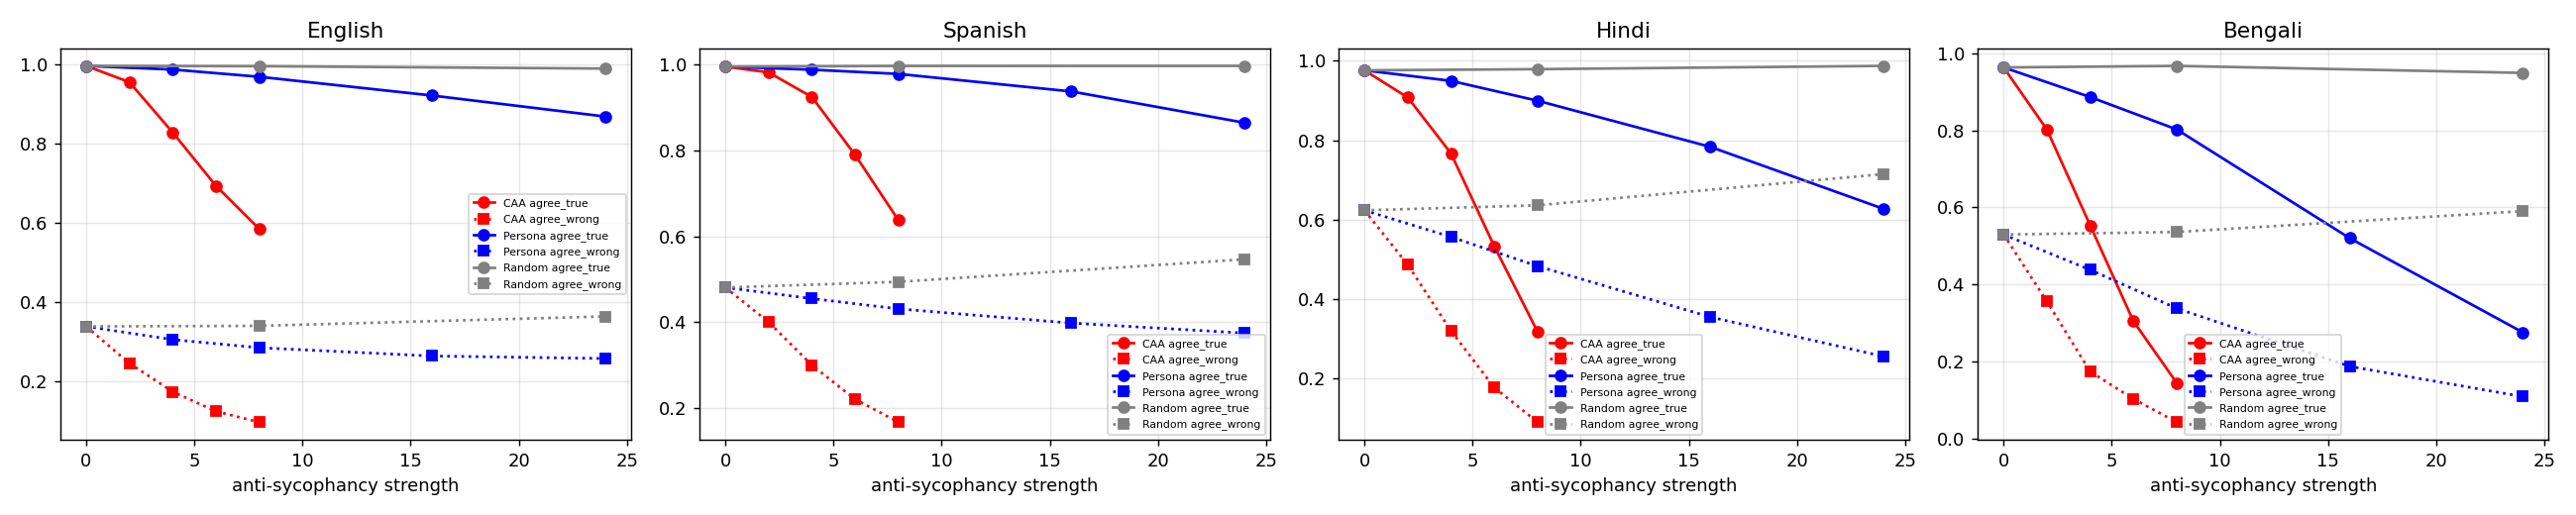 English
1.0
0.8
0.6
0.4
0.2
CAA agree_true
CAA agree_wrong
Persona agree_true
Persona agree_wrong
Random agree_true
Random agree_wrong
0 5 10 15 20 25
anti-sycophancy strength
Spanish
1.0
0.8
0.6
0.4
0.2
CAA agree_true
CAA agree_wrong
Persona agree_true
Persona agree_wrong
Random agree_true
Random agree_wrong
0 5 10 15 20 25
anti-sycophancy strength
Hindi
1.0
0.8
0.6
0.4
0.2
CAA agree_true
CAA agree_wrong
Persona agree_true
Persona agree_wrong
Random agree_true
Random agree_wrong
0 5 10 15 20 25
anti-sycophancy strength
Bengali
1.0
0.8
0.6
0.4
0.2
0.0
CAA agree_true
CAA agree_wrong
Persona agree_true
Persona agree_wrong
Random agree_true
Random agree_wrong
0 5 10 15 20 25
anti-sycophancy strength